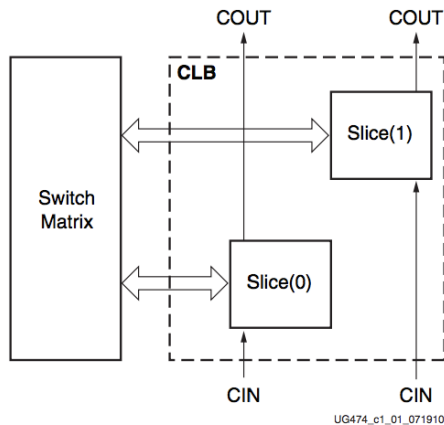 COUT COUT
CLB
Slice(1)
Switch
Matrix
Slice(0)
CIN CIN
UG474_c1_01_071910